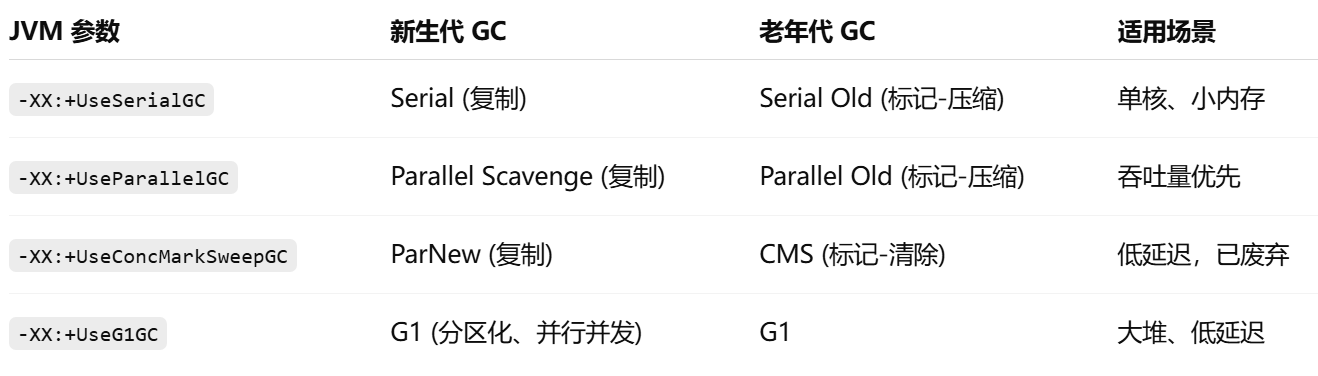 JVM 参数 新生代 GC 老年代 GC 适用场景
-XX:+UseSerialGC Serial (复制) Serial Old (标记-压缩) 单核、小内存
-XX:+UseParallelGC Parallel Scavenge (复制) Parallel Old (标记-压缩) 吞吐量优先
-XX:+UseConcMarkSweepGC ParNew (复制) CMS (标记-清除) 低延迟，已废弃
-XX:+UseG1GC G1 (分区化、并行并发) G1 大堆、低延迟